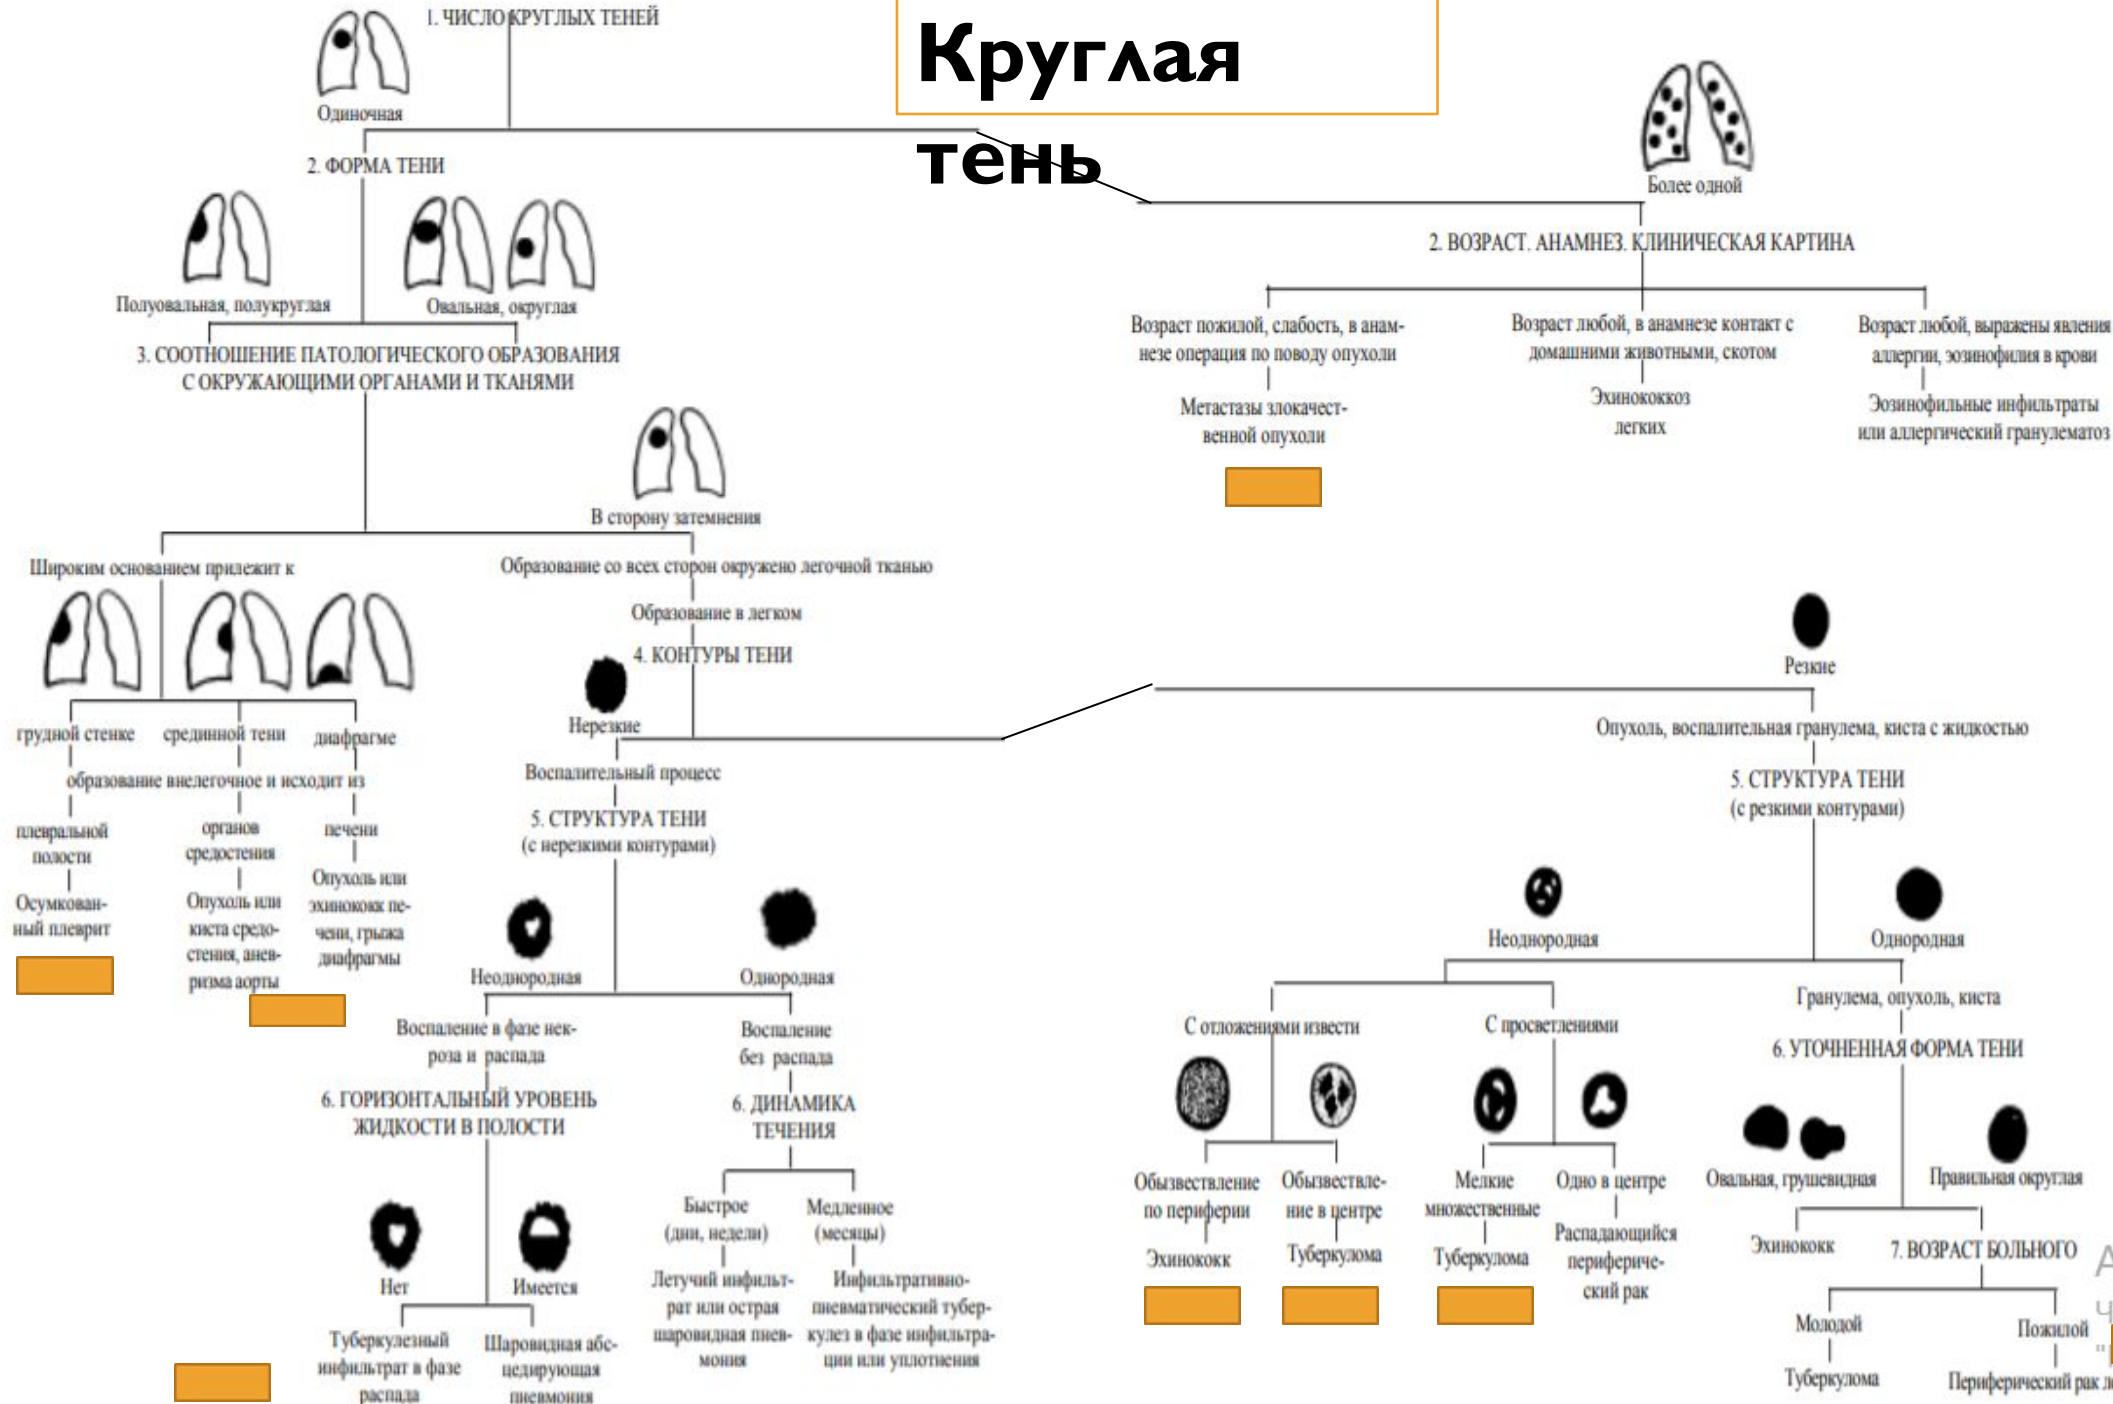 Круглая
тень
1. ЧИСЛО КРУГЛЫХ ТЕНЕЙ
Одиночная
Более одной
2. ФОРМА ТЕНИ
Полуовальная, полукруглая
Овальная, округлая
3. СООТНОШЕНИЕ ПАТОЛОГИЧЕСКОГО ОБРАЗОВАНИЯ
С ОКРУЖАЮЩИМИ ОРГАНАМИ И ТКАНЯМИ
2. ВОЗРАСТ. АНАМНЕЗ. КЛИНИЧЕСКАЯ КАРТИНА
Возраст пожилой, слабость, в анам-
незе операция по поводу опухоли
Метастазы злокачест-
венной опухоли
Возраст любой, в анамнезе контакт с
домашними животными, скотом
Эхинококкоз
легких
Возраст любой, выражены явления
аллергии, эозинофилия в крови
Эозинофильные инфильтраты
или аллергический гранулематоз
В сторону затемнения
Широким основанием прилежит к
грудной стенке
срединной тени
диафрагме
образование внелегочное и исходит из
плевральной
полости
Осумкован-
ный плеврит
органов
средостения
Опухоль или
киста средо-
стения, анев-
ризма аорты
печени
Опухоль или
эхинококк пе-
чени, грыжа
диафрагмы
Образование со всех сторон окружено легочной тканью
Образование в легком
4. КОНТУРЫ ТЕНИ
Нерезкие
Воспалительный процесс
5. СТРУКТУРА ТЕНИ
(с нерезкими контурами)
Неоднородная
Однородная
Воспаление в фазе нек-
роза и распада
6. ГОРИЗОНТАЛЬНЫЙ УРОВЕНЬ
ЖИДКОСТИ В ПОЛОСТИ
Нет
Имеется
Туберкулезный
инфильтрат в фазе
распада
Шаровидная абс-
цедирующая
пневмония
Воспаление
без распада
6. ДИНАМИКА
ТЕЧЕНИЯ
Быстрое
(дни, недели)
Летучий инфильт-
рат или острая
шаровидная пнев-
мония
Медленное
(месяцы)
Инфильтративно-
пневматический тубер-
кулез в фазе инфильтра-
ции или уплотнения
Резкие
Опухоль, воспалительная гранулема, киста с жидкостью
5. СТРУКТУРА ТЕНИ
(с резкими контурами)
Неоднородная
Однородная
С отложениями извести
С просветлениями
Обызвествление
по периферии
Эхинококк
Обызвествле-
ние в центре
Туберкулома
Мелкие
множественные
Туберкулома
Одно в центре
Распадающийся
перифериче-
ский рак
Гранулема, опухоль, киста
6. УТОЧНЕННАЯ ФОРМА ТЕНИ
Овальная, грушевидная
Правильная округлая
Эхинококк
7. ВОЗРАСТ БОЛЬНОГО
Молодой
Туберкулома
Пожилой
Периферический рак